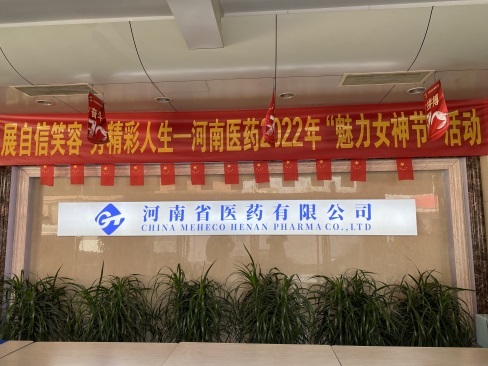 展自信笑容 精彩人生—河南医药2022年“魅力女神节”活动
奋斗
河南省医药有限公司
CHINA MEHECO HENAN PHARMA CO.,LTD